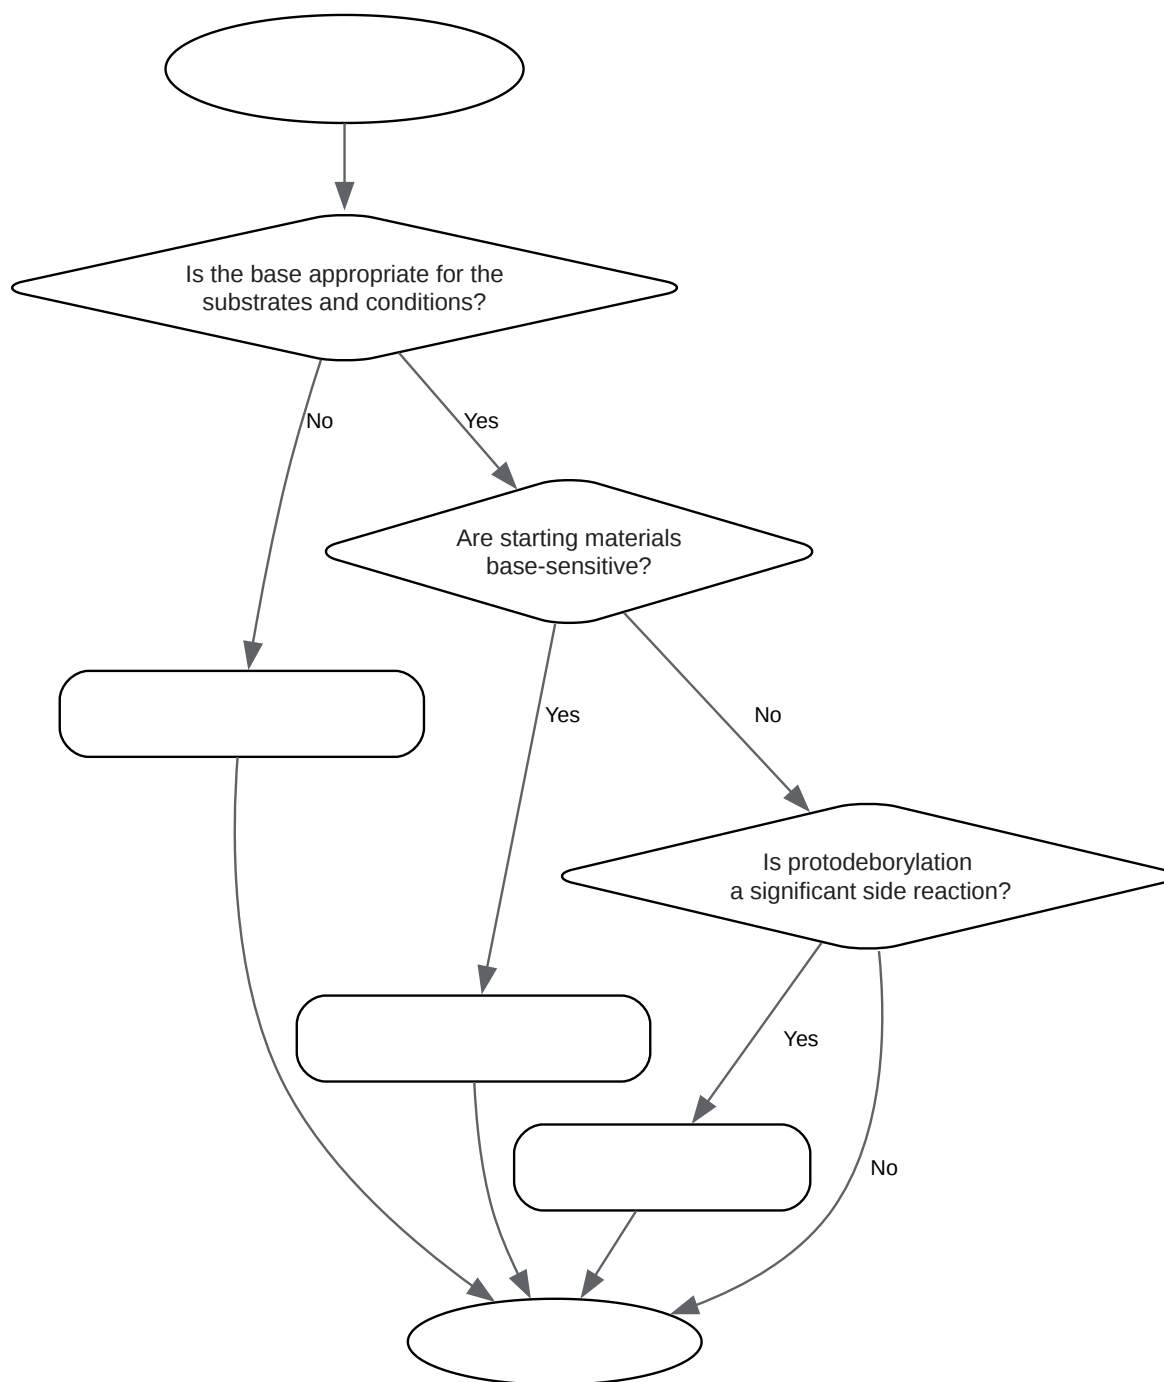 Is the base appropriate for the
substrates and conditions?
No
Yes
Are starting materials
base-sensitive?
Yes
No
Is protodeborylation
a significant side reaction?
Yes
No